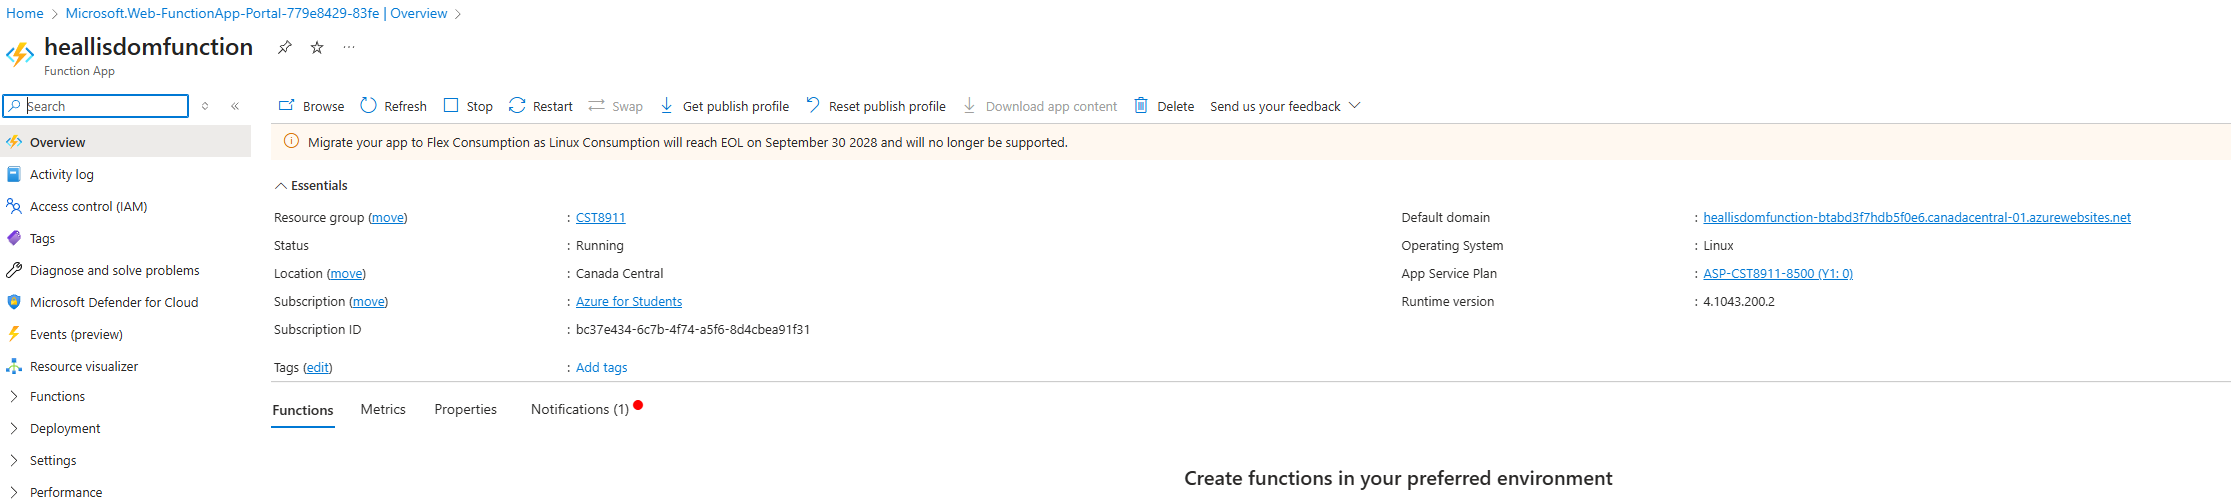 Home > Microsoft.Web-FunctionApp-Portal-779e8429-83fe | Overview >
heallisdomfunction
Function App
Search
Browse Refresh Stop Restart Swap Get publish profile Reset publish profile Download app content Delete Send us your feedback
Overview
Activity log
Access control (IAM)
Tags
Diagnose and solve problems
Microsoft Defender for Cloud
Events (preview)
Resource visualizer
Functions
Deployment
Settings
Performance
Migrate your app to Flex Consumption as Linux Consumption will reach EOL on September 30 2028 and will no longer be supported.
Essentials
Resource group (move) : CST8911
Status : Running
Location (move) : Canada Central
Subscription (move) : Azure for Students
Subscription ID : bc37e434-6c7b-4f74-a5f6-8d4cbea91f31
Default domain : heallisdomfunction-btabd3f7hdb5f0e6.canadacentral-01.azurewebsites.net
Operating System : Linux
App Service Plan : ASP-CST8911-8500 (Y1: 0)
Runtime version : 4.1043.200.2
Tags (edit) : Add tags
Functions Metrics Properties Notifications (1)
Create functions in your preferred environment